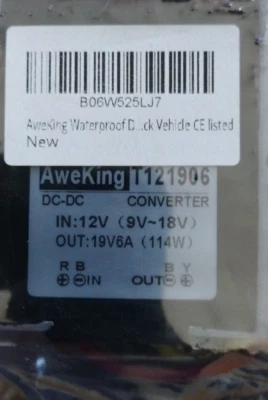 B06W525LJ7
AweKing Waterproof D...ck Vehicle CE listed
New
AweKing T121906
DC-DC CONVERTER
IN:12V (9V~18V)
OUT:19V6A (114W)
R B B Y
⊕⊖IN OUT⊖⊕